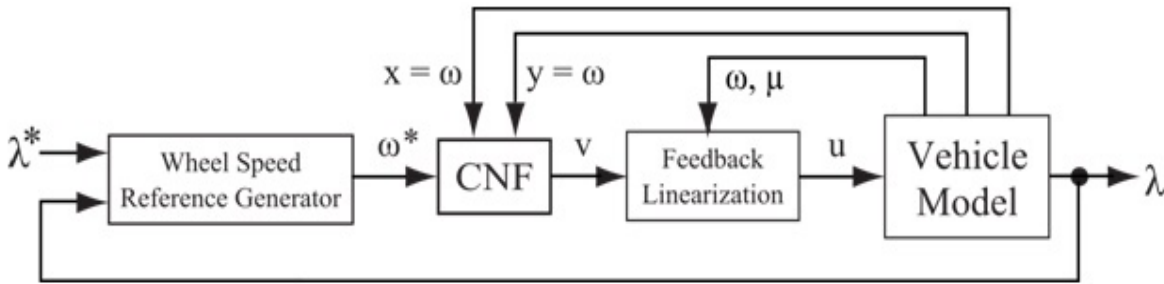 x = ω
y = ω
ω, μ
λ*
Wheel Speed
Reference Generator
ω*
CNF
v
Feedback
Linearization
u
Vehicle
Model
λ